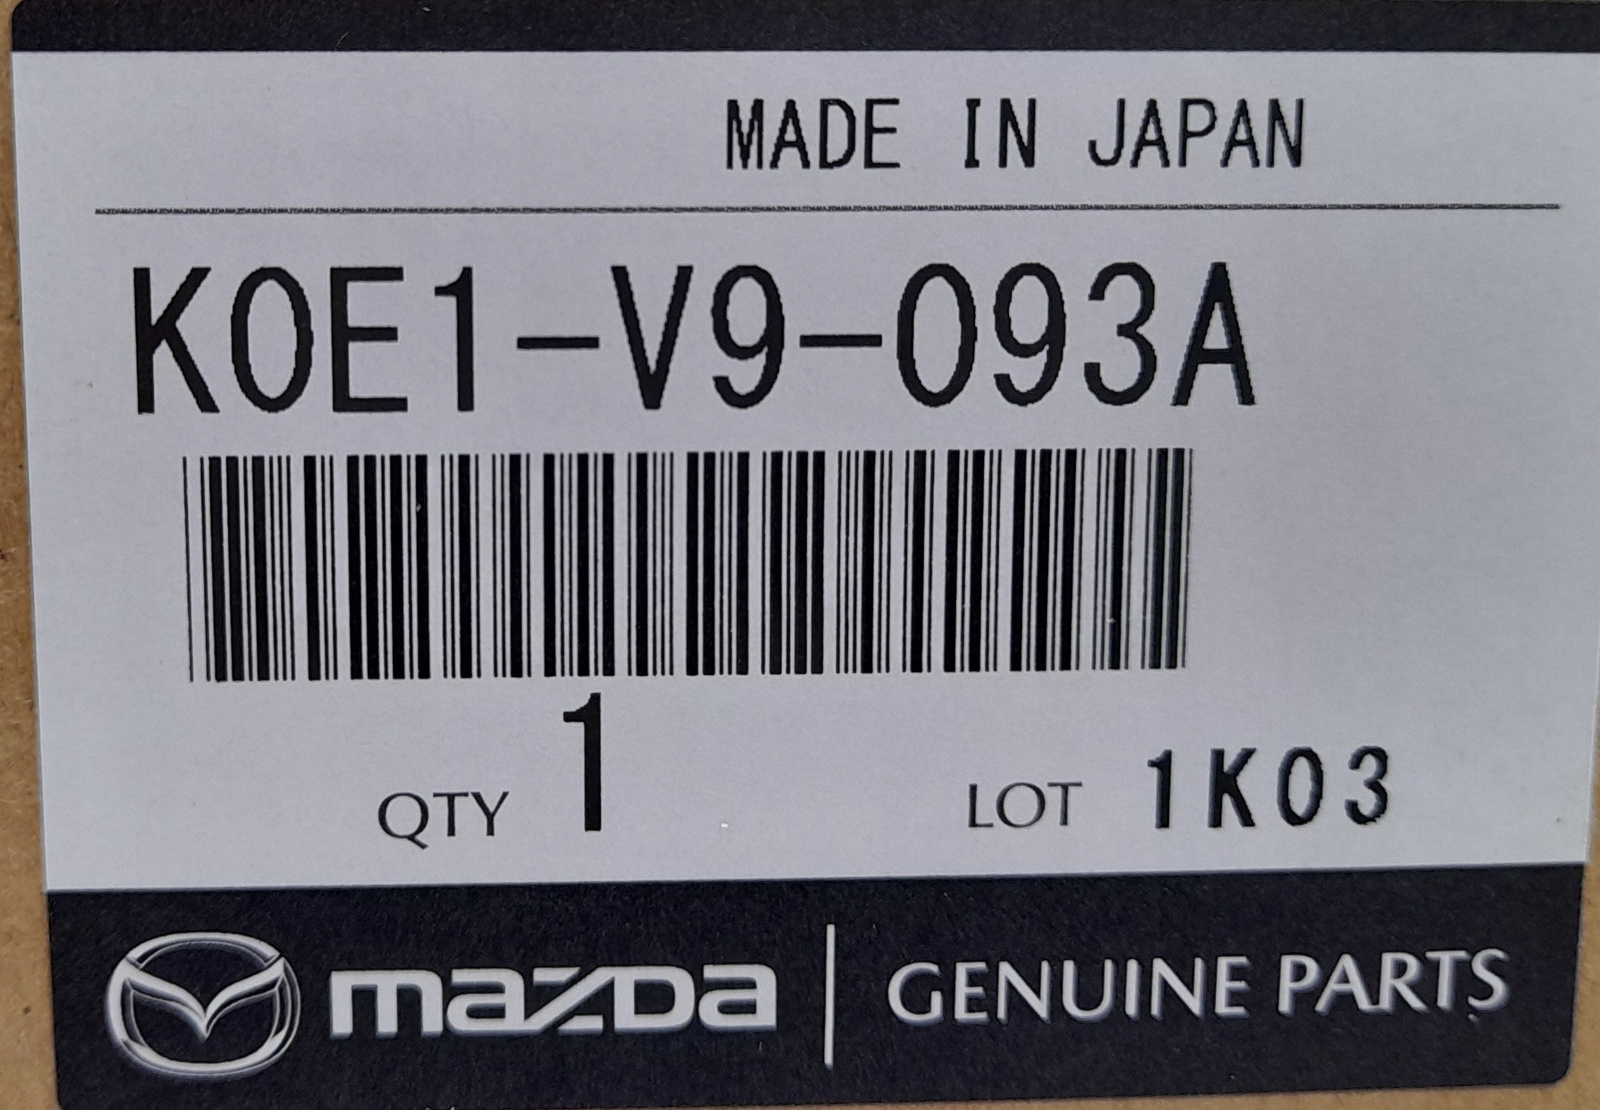 MADE IN JAPAN
K0E1-V9-093A
QTY 1 LOT 1K03
mazda | GENUINE PARTS